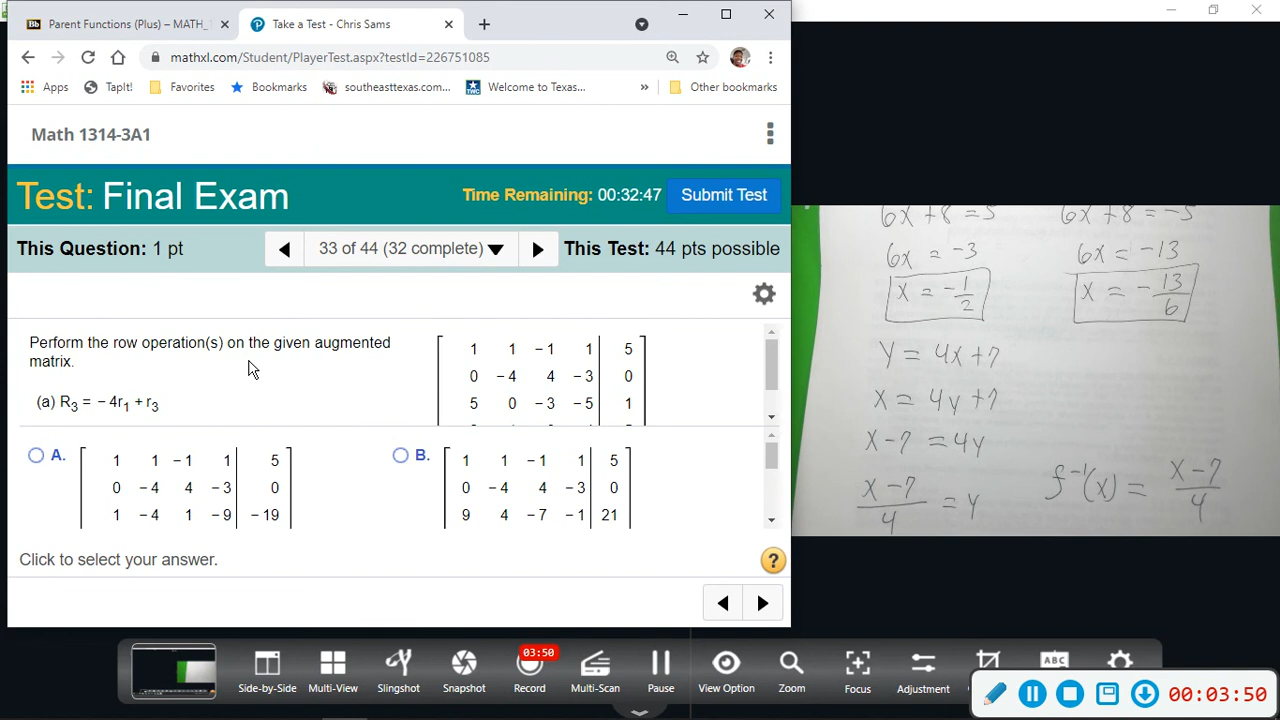 Parent Functions (Plus) – MATH_
Take a Test - Chris Sams
mathxl.com/Student/PlayerTest.aspx?testId=226751085
Apps TapIt! Favorites Bookmarks southeasttexas.com... Welcome to Texas... » Other bookmarks
Math 1314-3A1
Test: Final Exam
Time Remaining: 00:32:47
Submit Test
This Question: 1 pt
33 of 44 (32 complete)
This Test: 44 pts possible
Perform the row operation(s) on the given augmented
matrix.
(a) R3 = − 4r1 + r3
1 1 − 1 1 5
0 − 4 4 − 3 0
5 0 − 3 − 5 1
A.
1 1 − 1 1 5
0 − 4 4 − 3 0
1 − 4 1 − 9 − 19
B.
1 1 − 1 1 5
0 − 4 4 − 3 0
9 4 − 7 − 1 21
Click to select your answer.
?
6x + 8 = 5
6x + 8 = -5
6x = -3
6x = -13
x = -1/2
x = -13/6
y = 4x+7
x = 4y+7
x-7 = 4y
x-7/4 = y
f⁻¹(x) = x-7/4
03:50
ABC
Side-by-Side Multi-View Slingshot Snapshot Record Multi-Scan Pause View Option Zoom Focus Adjustment
00:03:50